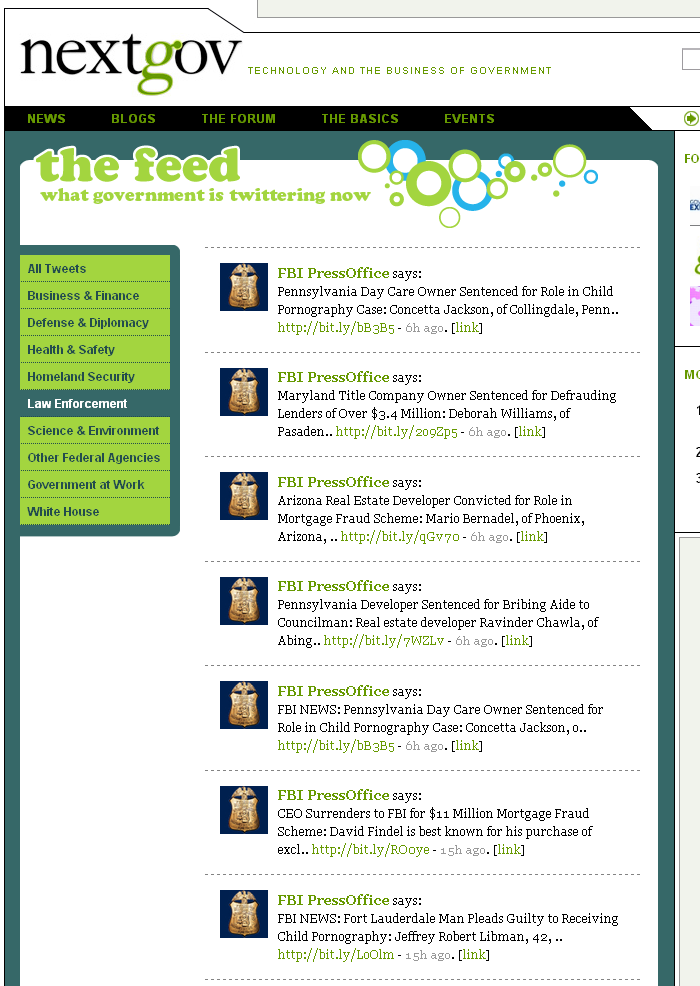 nextgov
TECHNOLOGY AND THE BUSINESS OF GOVERNMENT
NEWS BLOGS THE FORUM THE BASICS EVENTS
the feed
what government is twittering now
FO
All Tweets
Business & Finance
Defense & Diplomacy
Health & Safety
Homeland Security
Law Enforcement
Science & Environment
Other Federal Agencies
Government at Work
White House
FBI PressOffice says:
Pennsylvania Day Care Owner Sentenced for Role in Child
Pornography Case: Concetta Jackson, of Collingdale, Penn..
http://bit.ly/bB3B5 - 6h ago. [link]
FBI PressOffice says:
Maryland Title Company Owner Sentenced for Defrauding
Lenders of Over $3.4 Million: Deborah Williams, of
Pasaden.. http://bit.ly/2o9Zp5 - 6h ago. [link]
FBI PressOffice says:
Arizona Real Estate Developer Convicted for Role in
Mortgage Fraud Scheme: Mario Bernadel, of Phoenix,
Arizona, .. http://bit.ly/qGv70 - 6h ago. [link]
FBI PressOffice says:
Pennsylvania Developer Sentenced for Bribing Aide to
Councilman: Real estate developer Ravinder Chawla, of
Abing.. http://bit.ly/7WZLv - 6h ago. [link]
FBI PressOffice says:
FBI NEWS: Pennsylvania Day Care Owner Sentenced for
Role in Child Pornography Case: Concetta Jackson, o..
http://bit.ly/bB3B5 - 6h ago. [link]
FBI PressOffice says:
CEO Surrenders to FBI for $11 Million Mortgage Fraud
Scheme: David Findel is best known for his purchase of
excl.. http://bit.ly/RO0ye - 15h ago. [link]
FBI PressOffice says:
FBI NEWS: Fort Lauderdale Man Pleads Guilty to Receiving
Child Pornography: Jeffrey Robert Libman, 42, ..
http://bit.ly/LoOlm - 15h ago. [link]
MO
1
2
3